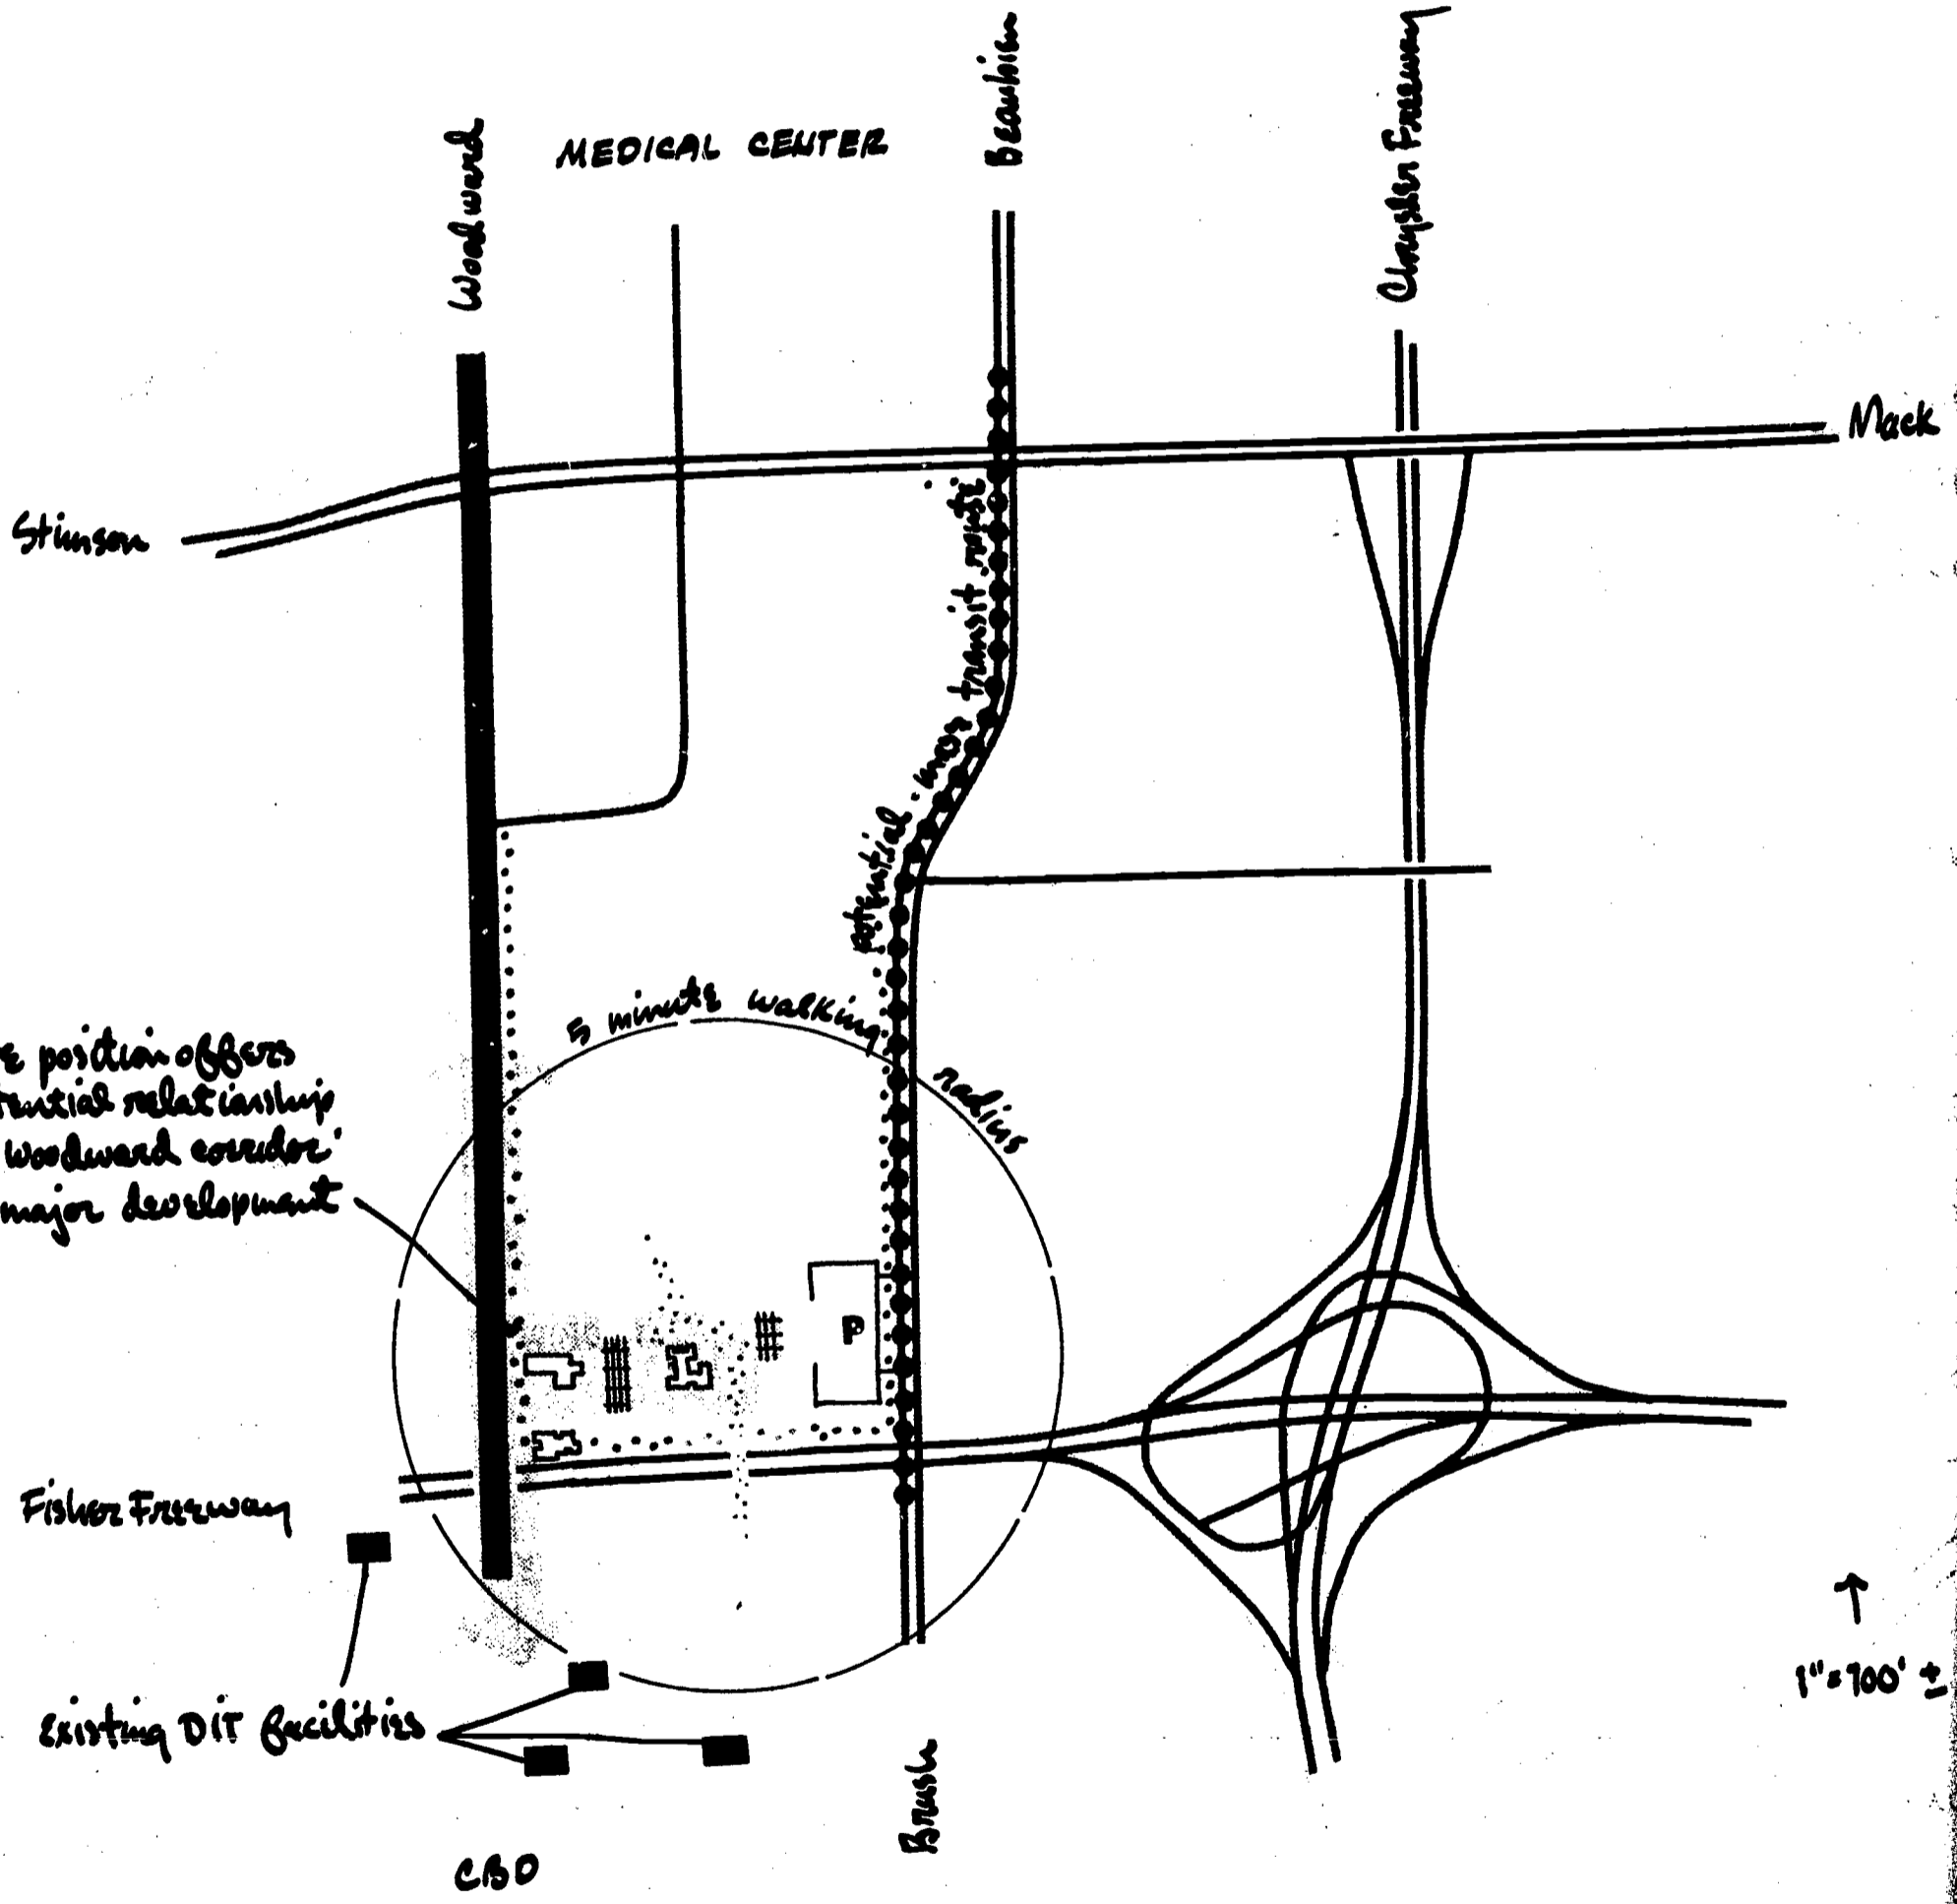 Woodward
MEDICAL CENTER
Beaubien
Chrysler Freeway
Mack
Stimson
potential mass transit route
5 minute walking radius
position offers
relationship
Woodward corridor
major development
P
Fisher Freeway
Existing DIT facilities
Brush
CBD
↑
1"=900' ±